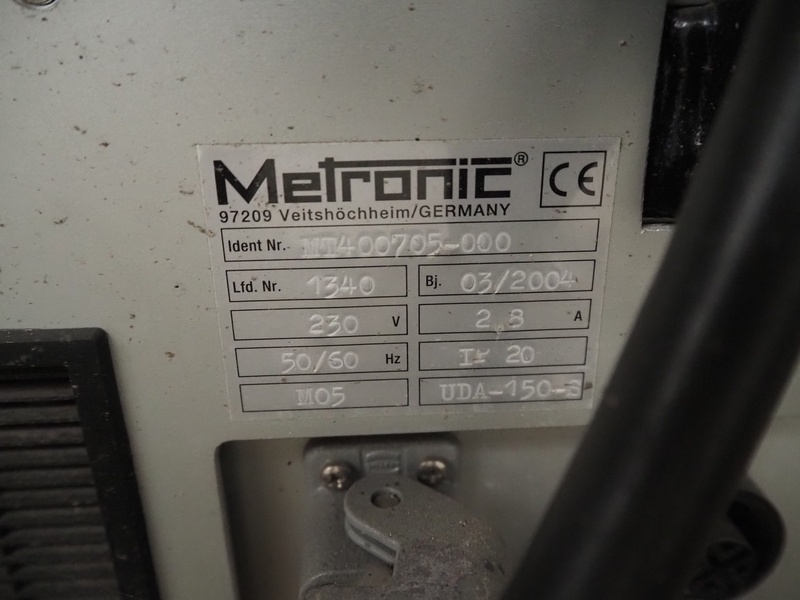 Metronic®
CE
97209 Veitshöchheim/GERMANY
Ident Nr. MT400705-000
Lfd. Nr. 1340 Bj. 03/2004
230 V 2,8 A
50/60 Hz 20
M05 UDA-150-S